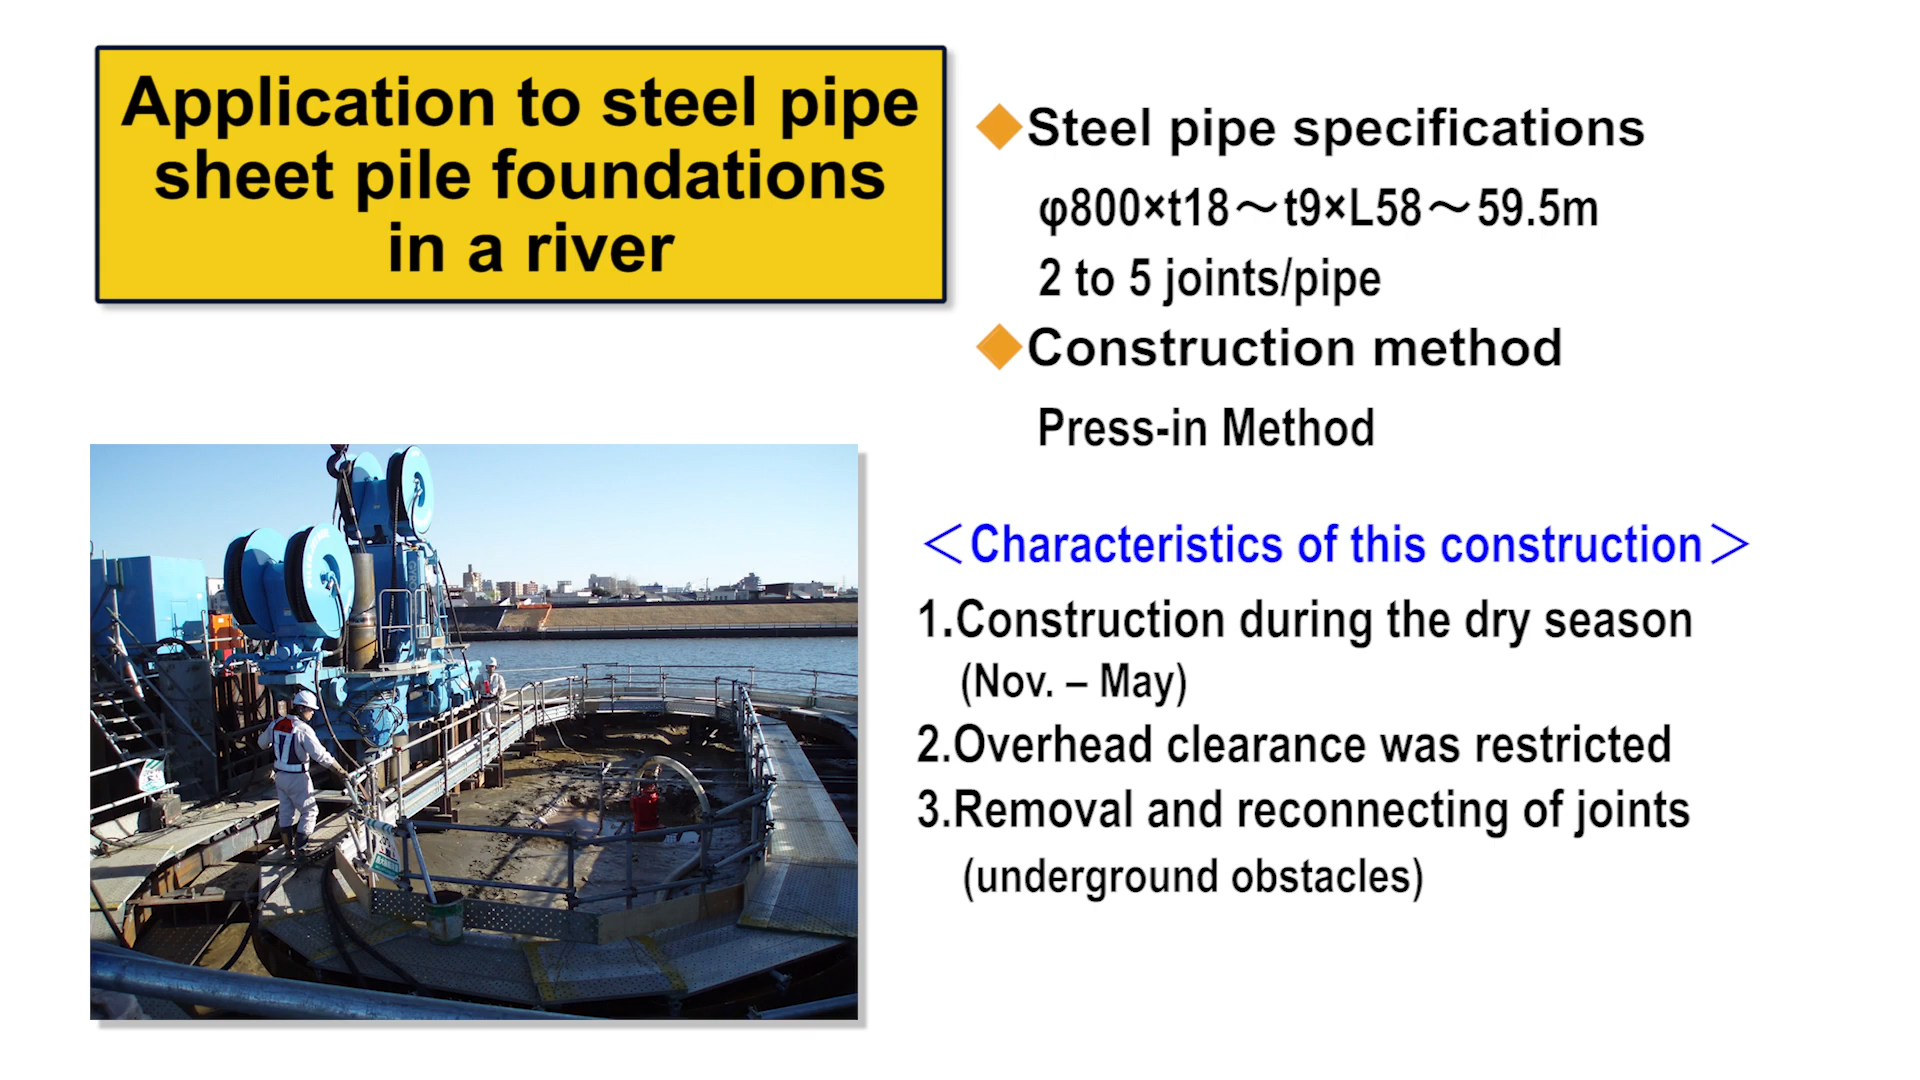 Application to steel pipe
sheet pile foundations
in a river
Steel pipe specifications
φ800×t18～t9×L58～59.5m
2 to 5 joints/pipe
Construction method
Press-in Method
＜Characteristics of this construction＞
1.Construction during the dry season
(Nov. – May)
2.Overhead clearance was restricted
3.Removal and reconnecting of joints
(underground obstacles)